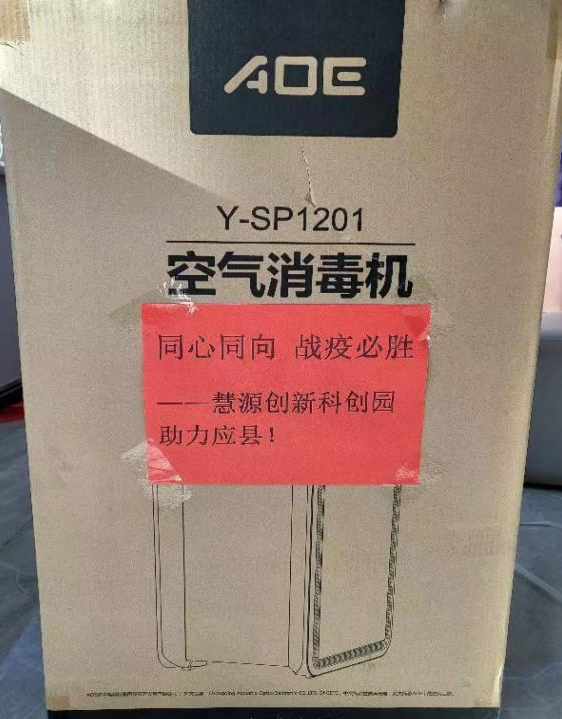 AOE
Y-SP1201
空气消毒机
同心同向 战疫必胜
——慧源创新科创园
助力应县！